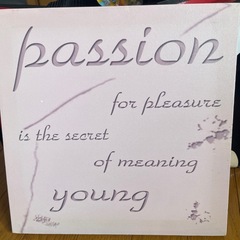 passion
for pleasure
is the secret
of meaning
young